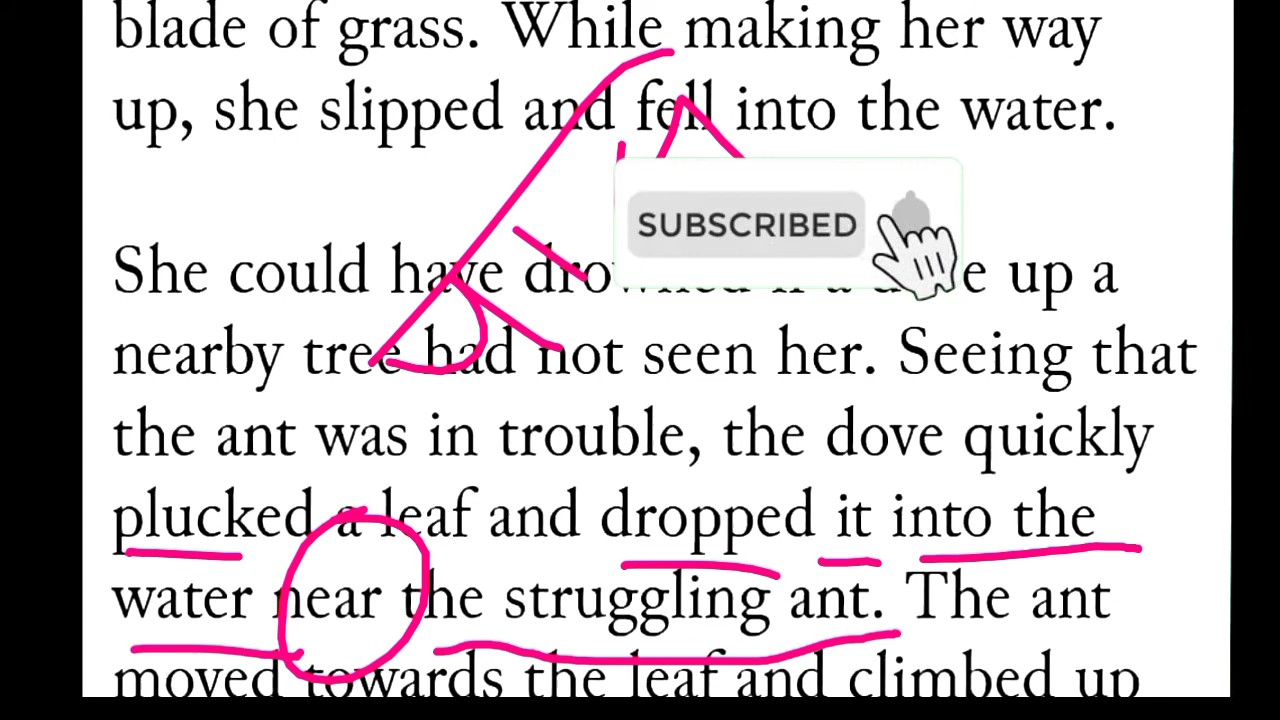 blade of grass. While making her way
up, she slipped and fell into the water.
SUBSCRIBED
She could have e up a
nearby tree had not seen her. Seeing that
the ant was in trouble, the dove quickly
plucked a leaf and dropped it into the
water near the struggling ant. The ant
moved towards the leaf and climbed up